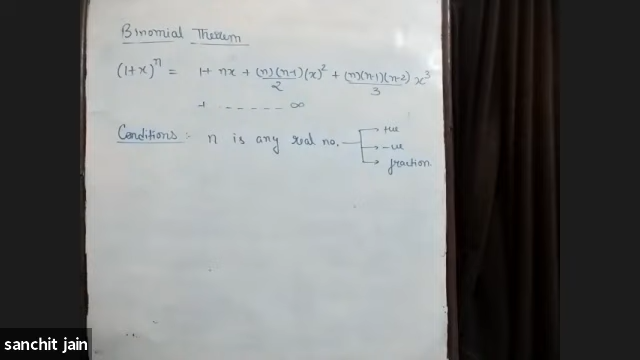 Binomial Theorem
(1+x)^n = 1 + nx + (n)(n-1)/2 (x)^2 + (n)(n-1)(n-2)/3 x^3
+ - - - - - - ∞
Conditions :- n is any real no. → +ve
→ -ve
→ fraction.
sanchit jain